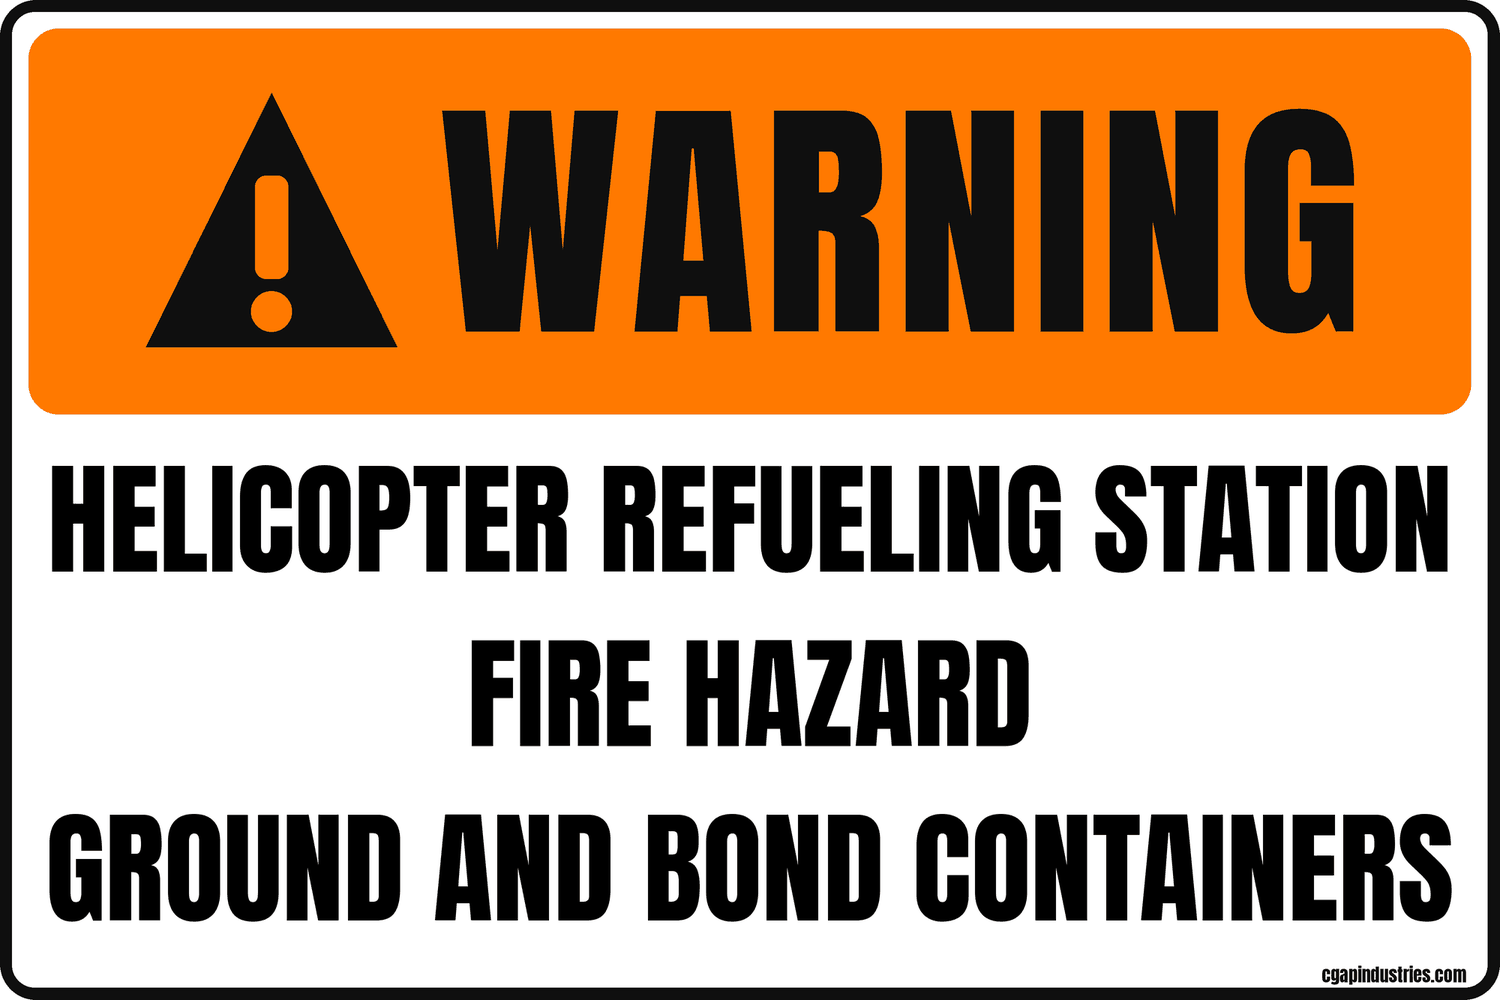 WARNING
HELICOPTER REFUELING STATION
FIRE HAZARD
GROUND AND BOND CONTAINERS
cgapindustries.com